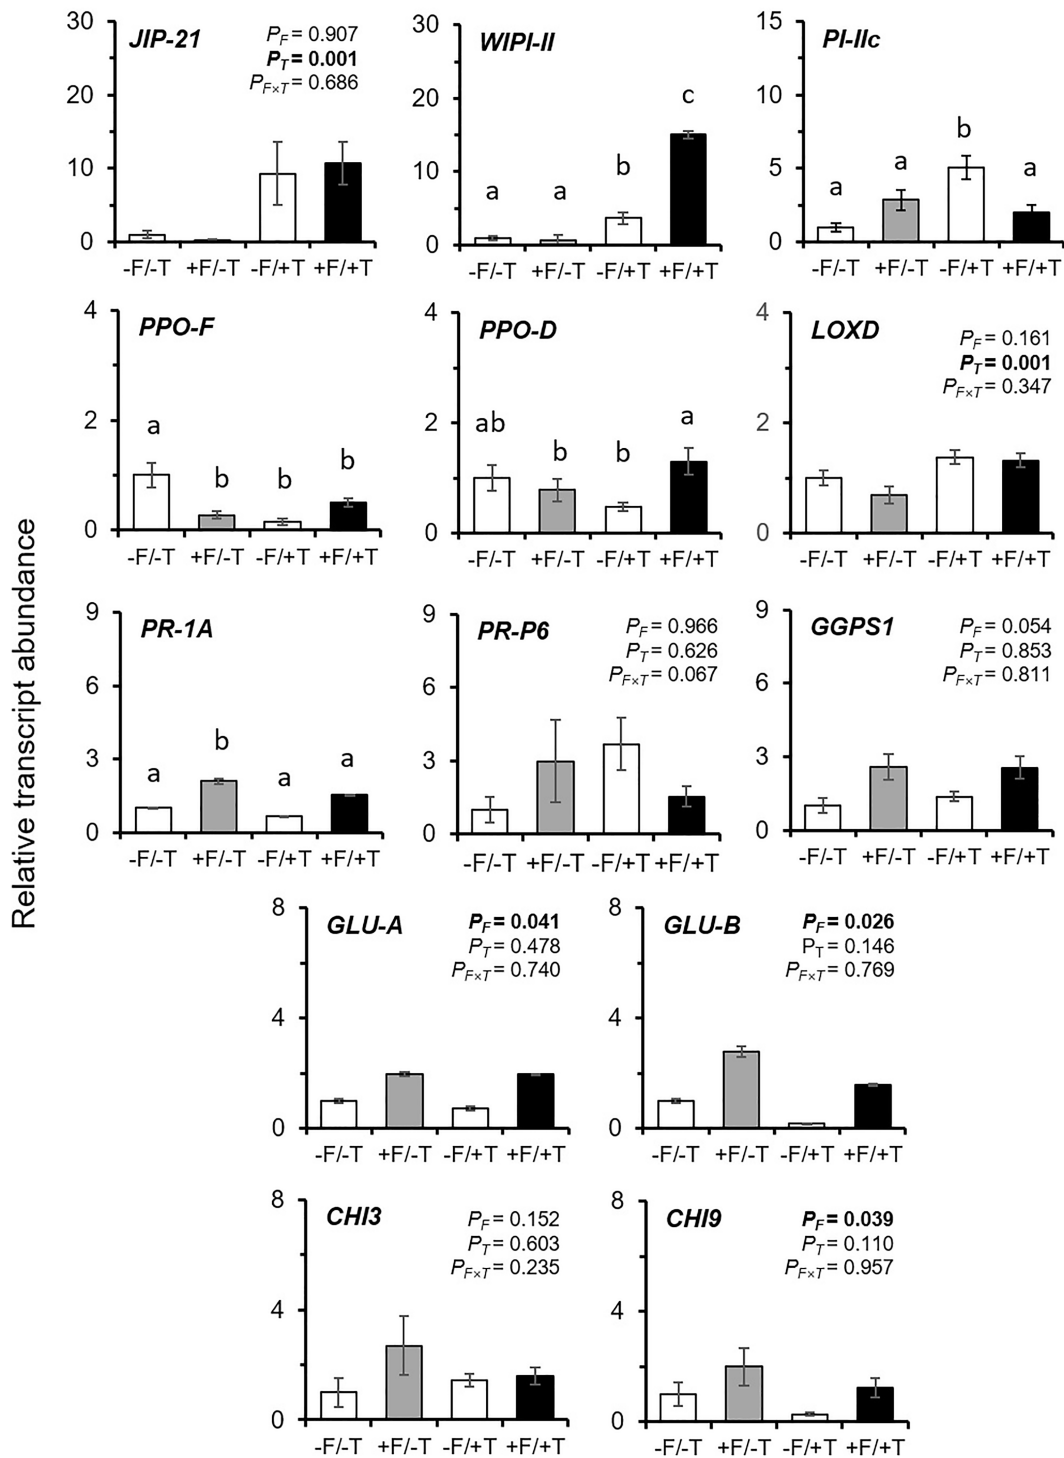 Relative transcript abundance
JIP-21
P_F = 0.907
P_T = 0.001
P_F×T = 0.686
30
20
10
0
-F/-T +F/-T -F/+T +F/+T
WIPI-II
30
20
10
0
a a b c
-F/-T +F/-T -F/+T +F/+T
PI-IIc
15
10
5
0
a a b a
-F/-T +F/-T -F/+T +F/+T
PPO-F
4
2
0
a b b b
-F/-T +F/-T -F/+T +F/+T
PPO-D
4
2
0
ab b b a
-F/-T +F/-T -F/+T +F/+T
LOXD
P_F = 0.161
P_T = 0.001
P_F×T = 0.347
4
2
0
-F/-T +F/-T -F/+T +F/+T
PR-1A
9
6
3
0
a b a a
-F/-T +F/-T -F/+T +F/+T
PR-P6
P_F = 0.966
P_T = 0.626
P_F×T = 0.067
9
6
3
0
-F/-T +F/-T -F/+T +F/+T
GGPS1
P_F = 0.054
P_T = 0.853
P_F×T = 0.811
9
6
3
0
-F/-T +F/-T -F/+T +F/+T
GLU-A
P_F = 0.041
P_T = 0.478
P_F×T = 0.740
8
4
0
-F/-T +F/-T -F/+T +F/+T
GLU-B
P_F = 0.026
P_T = 0.146
P_F×T = 0.769
8
4
0
-F/-T +F/-T -F/+T +F/+T
CHI3
P_F = 0.152
P_T = 0.603
P_F×T = 0.235
8
4
0
-F/-T +F/-T -F/+T +F/+T
CHI9
P_F = 0.039
P_T = 0.110
P_F×T = 0.957
8
4
0
-F/-T +F/-T -F/+T +F/+T